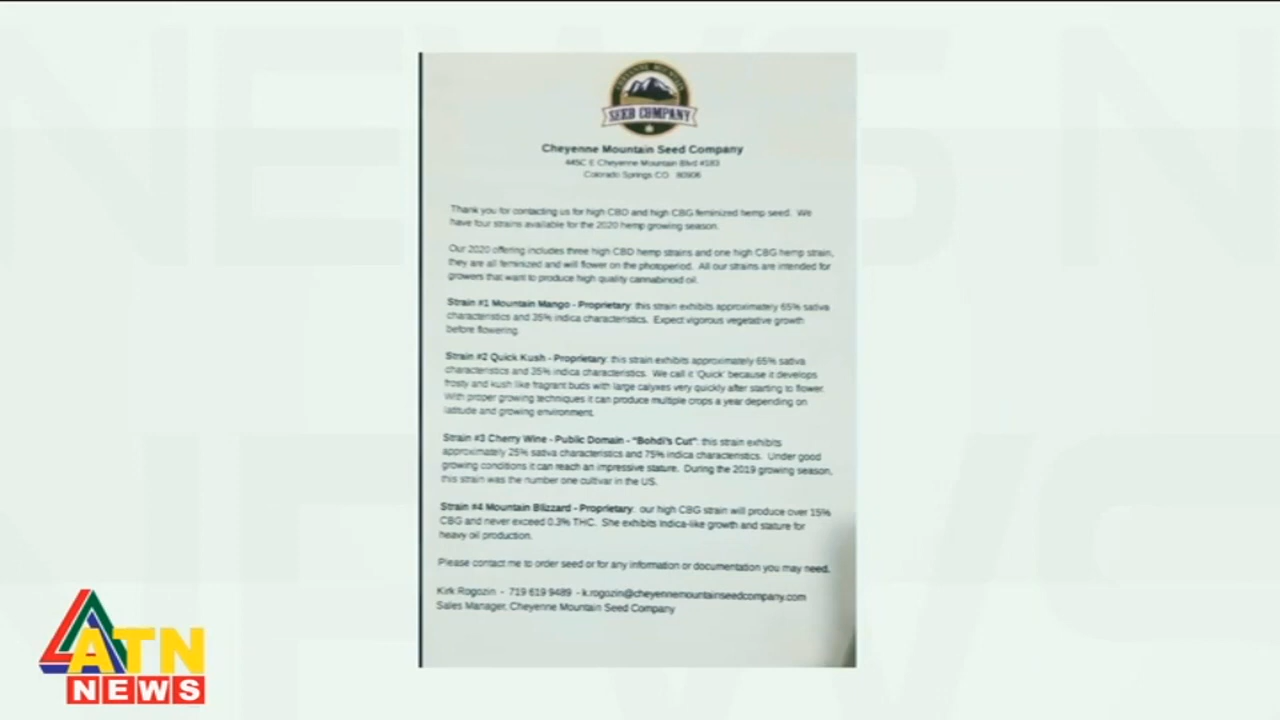 CHEYENNE MOUNTAIN
SEED COMPANY
Cheyenne Mountain Seed Company
445C E Cheyenne Mountain Blvd #183
Colorado Springs CO 80906
Thank you for contacting us for high CBD and high CBG feminized hemp seed. We
have four strains available for the 2020 hemp growing season.
Our 2020 offering includes three high CBD hemp strains and one high CBG hemp strain,
they are all feminized and will flower on the photoperiod. All our strains are intended for
growers that want to produce high quality cannabinoid oil.
Strain #1 Mountain Mango - Proprietary: this strain exhibits approximately 65% sativa
characteristics and 35% indica characteristics. Expect vigorous vegetative growth
before flowering.
Strain #2 Quick Kush - Proprietary: this strain exhibits approximately 65% sativa
characteristics and 35% indica characteristics. We call it 'Quick' because it develops
frosty and kush like fragrant buds with large calyxes very quickly after starting to flower.
With proper growing techniques it can produce multiple crops a year depending on
latitude and growing environment.
Strain #3 Cherry Wine - Public Domain - "Bohdi's Cut": this strain exhibits
approximately 25% sativa characteristics and 75% indica characteristics. Under good
growing conditions it can reach an impressive stature. During the 2019 growing season,
this strain was the number one cultivar in the US.
Strain #4 Mountain Blizzard - Proprietary: our high CBG strain will produce over 15%
CBG and never exceed 0.3% THC. She exhibits Indica-like growth and stature for
heavy oil production.
Please contact me to order seed or for any information or documentation you may need.
Kirk Rogozin - 719 619 9489 - k.rogozin@cheyennemountainseedcompany.com
Sales Manager, Cheyenne Mountain Seed Company
ATN
NEWS